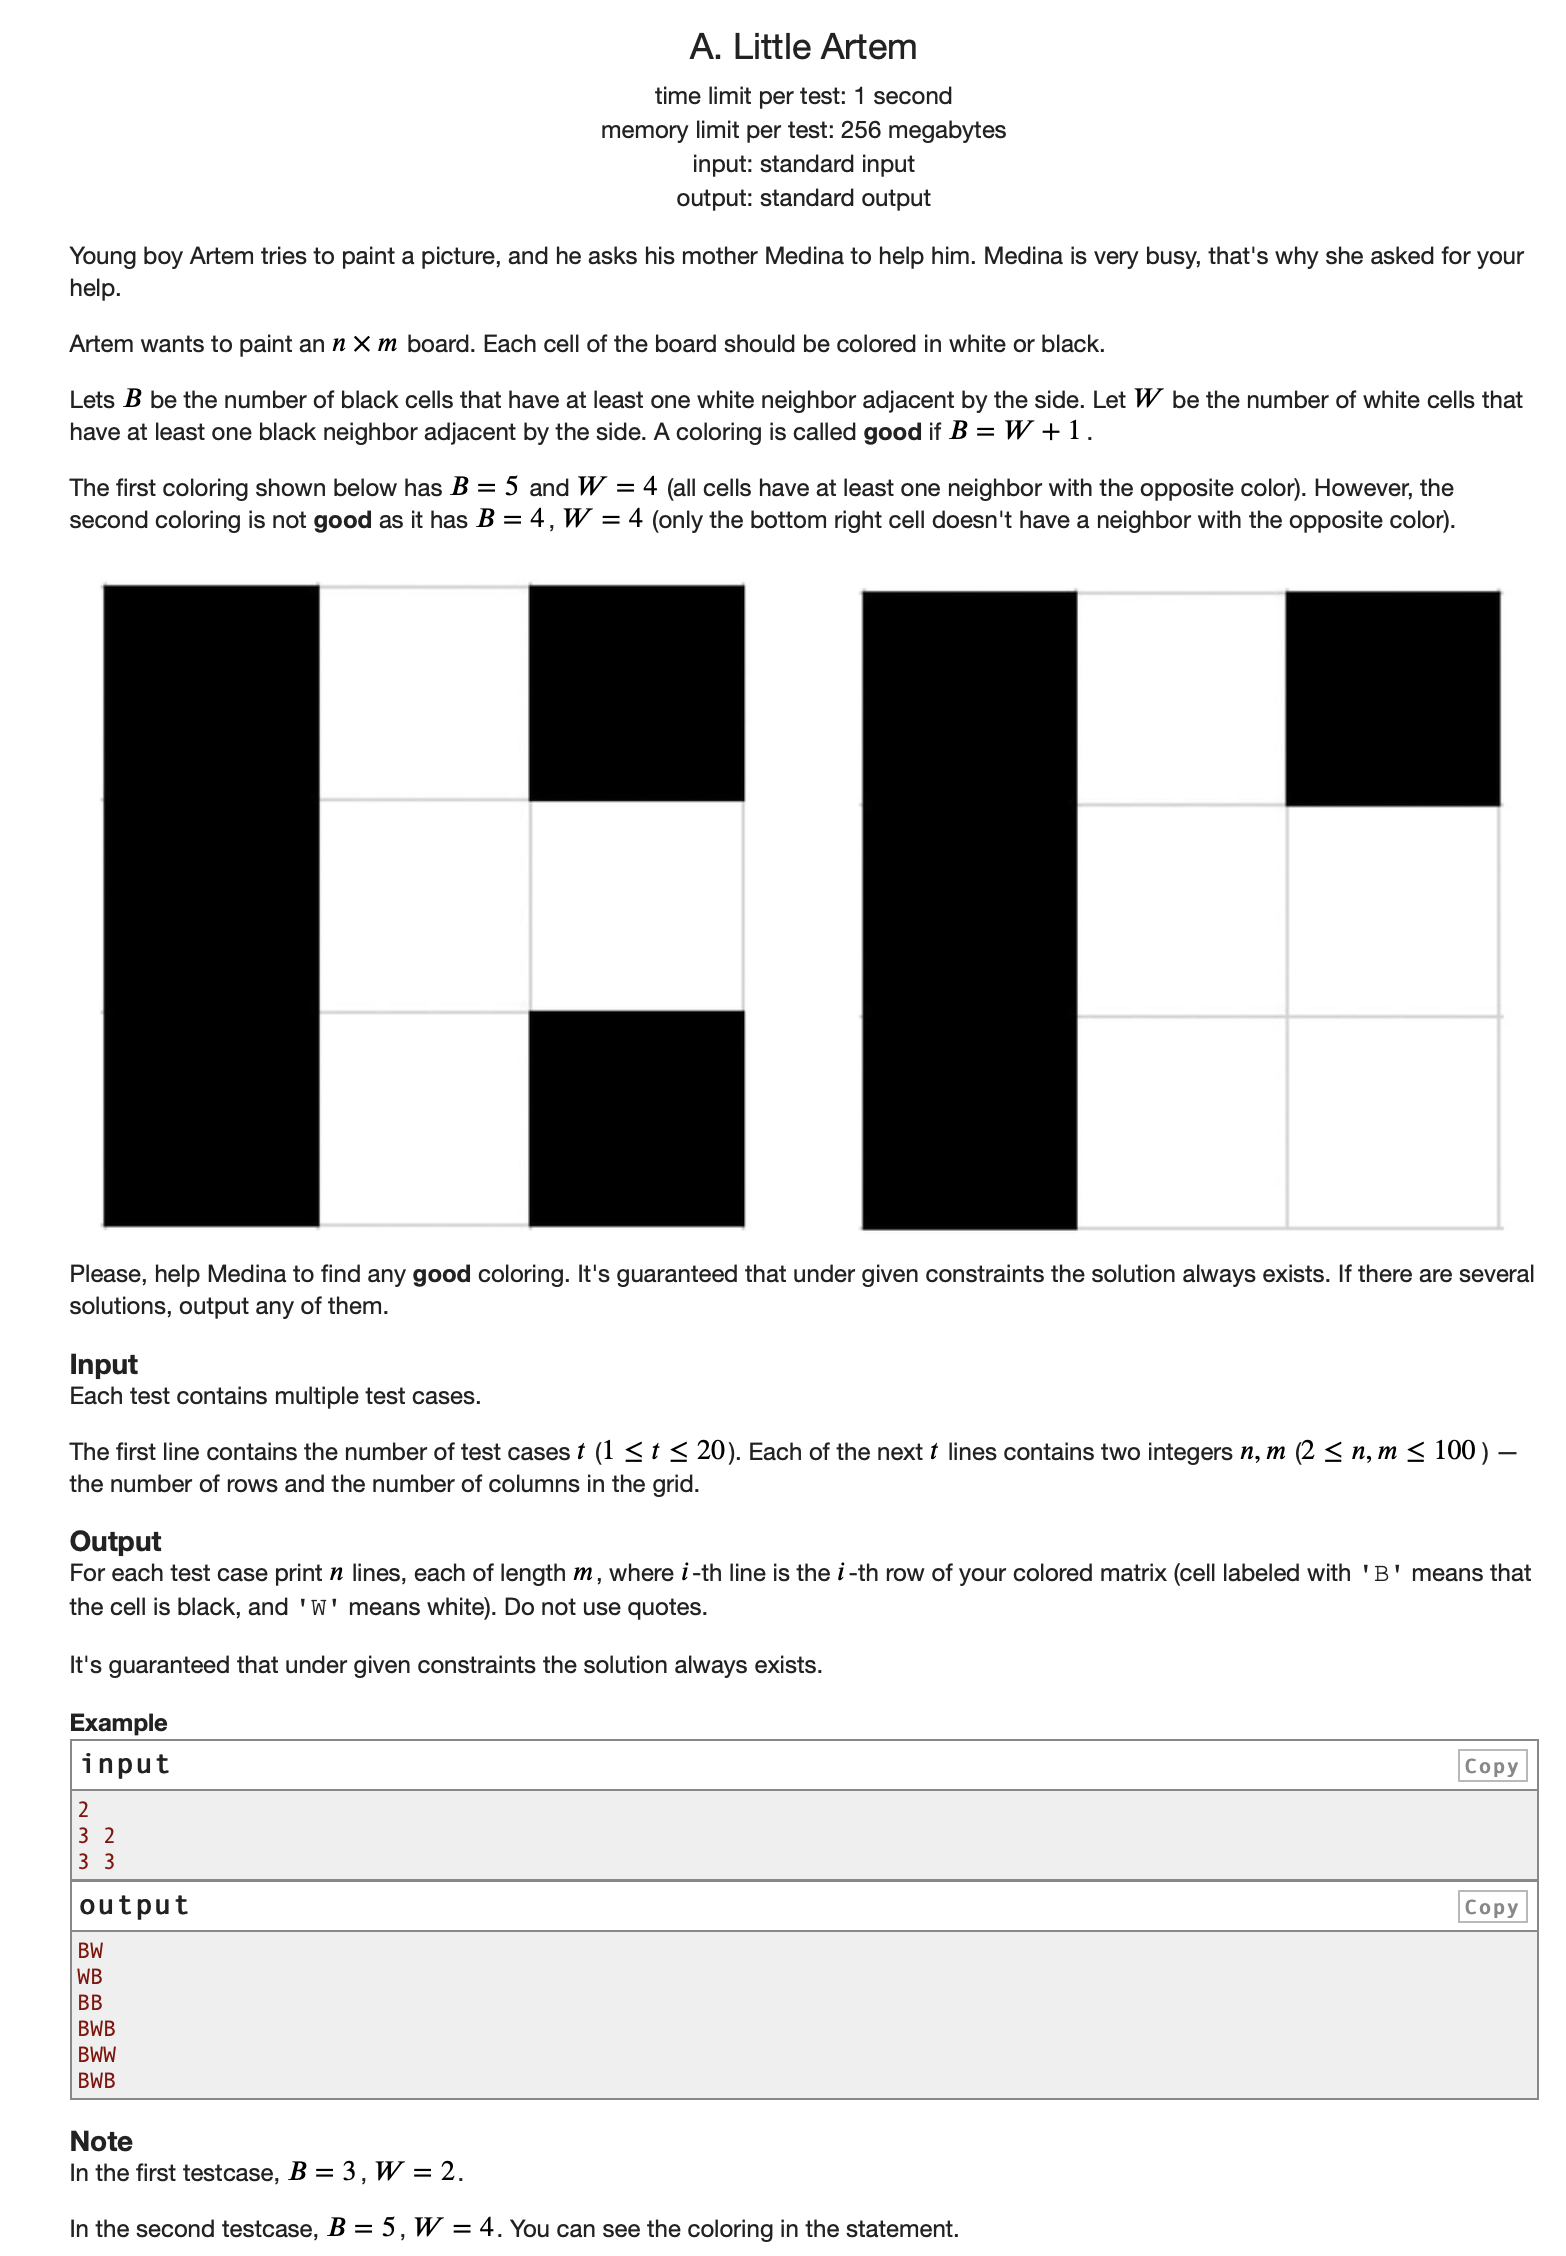 A. Little Artem
time limit per test: 1 second
memory limit per test: 256 megabytes
input: standard input
output: standard output
Young boy Artem tries to paint a picture, and he asks his mother Medina to help him. Medina is very busy, that's why she asked for your
help.
Artem wants to paint an n × m board. Each cell of the board should be colored in white or black.
Lets B be the number of black cells that have at least one white neighbor adjacent by the side. Let W be the number of white cells that
have at least one black neighbor adjacent by the side. A coloring is called good if B = W + 1.
The first coloring shown below has B = 5 and W = 4 (all cells have at least one neighbor with the opposite color). However, the
second coloring is not good as it has B = 4, W = 4 (only the bottom right cell doesn't have a neighbor with the opposite color).
Please, help Medina to find any good coloring. It's guaranteed that under given constraints the solution always exists. If there are several
solutions, output any of them.
Input
Each test contains multiple test cases.
The first line contains the number of test cases t (1 ≤ t ≤ 20). Each of the next t lines contains two integers n, m (2 ≤ n, m ≤ 100) —
the number of rows and the number of columns in the grid.
Output
For each test case print n lines, each of length m, where i-th line is the i-th row of your colored matrix (cell labeled with 'B' means that
the cell is black, and 'W' means white). Do not use quotes.
It's guaranteed that under given constraints the solution always exists.
Example
input Copy
2
3 2
3 3
output Copy
BW
WB
BB
BWB
BWW
BWB
Note
In the first testcase, B = 3, W = 2.
In the second testcase, B = 5, W = 4. You can see the coloring in the statement.